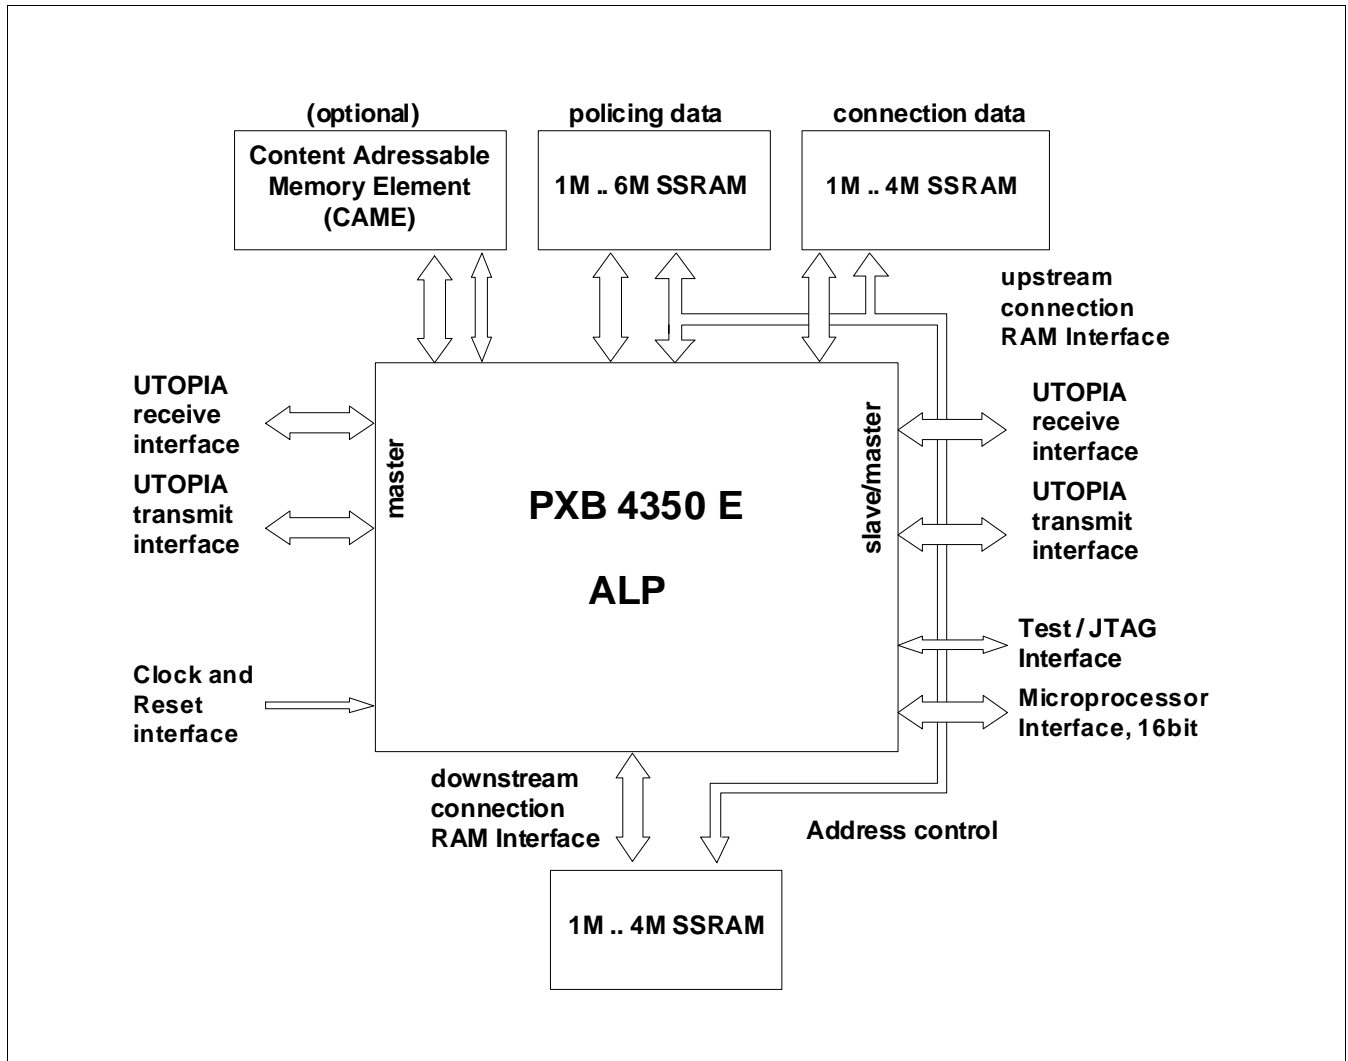 (optional)
policing data
connection data
Content Adressable
Memory Element
(CAME)
1M .. 6M SSRAM
1M .. 4M SSRAM
upstream
connection
RAM Interface
UTOPIA
receive
interface
UTOPIA
transmit
interface
master
PXB 4350 E
ALP
slave/master
UTOPIA
receive
interface
UTOPIA
transmit
interface
Test / JTAG
Interface
Clock and
Reset
interface
Microprocessor
Interface, 16bit
downstream
connection
RAM Interface
Address control
1M .. 4M SSRAM